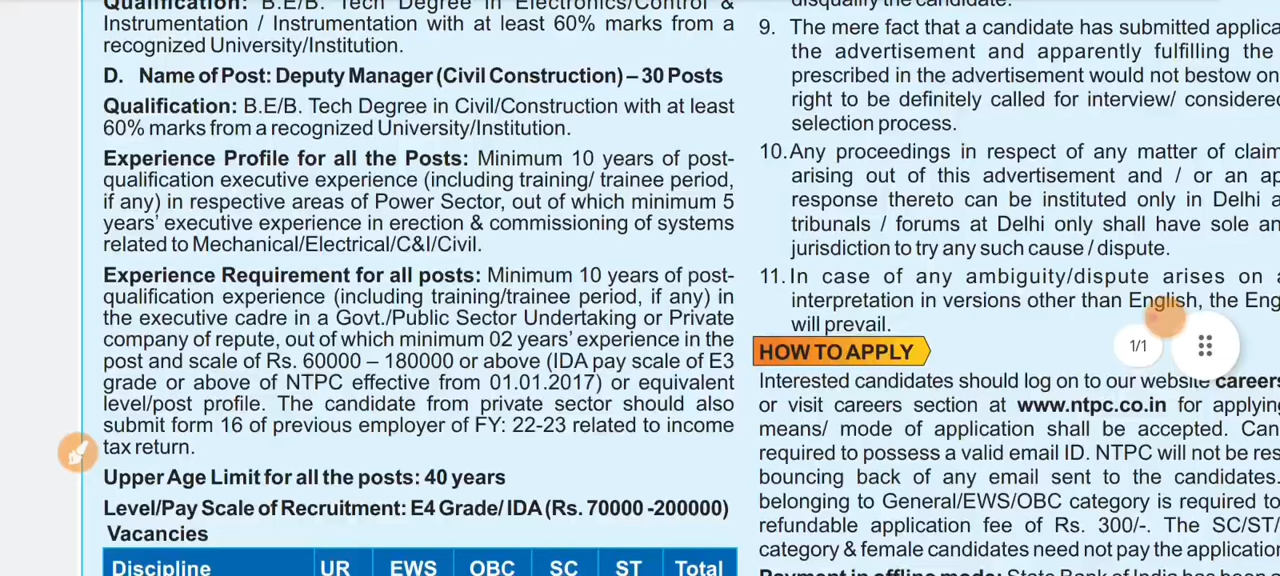 Qualification: B.E/B. Tech Degree in Electronics/Control &
Instrumentation / Instrumentation with at least 60% marks from a
recognized University/Institution.
D. Name of Post: Deputy Manager (Civil Construction) – 30 Posts
Qualification: B.E/B. Tech Degree in Civil/Construction with at least
60% marks from a recognized University/Institution.
Experience Profile for all the Posts: Minimum 10 years of post-
qualification executive experience (including training/ trainee period,
if any) in respective areas of Power Sector, out of which minimum 5
years' executive experience in erection & commissioning of systems
related to Mechanical/Electrical/C&I/Civil.
Experience Requirement for all posts: Minimum 10 years of post-
qualification experience (including training/trainee period, if any) in
the executive cadre in a Govt./Public Sector Undertaking or Private
company of repute, out of which minimum 02 years' experience in the
post and scale of Rs. 60000 – 180000 or above (IDA pay scale of E3
grade or above of NTPC effective from 01.01.2017) or equivalent
level/post profile. The candidate from private sector should also
submit form 16 of previous employer of FY: 22-23 related to income
tax return.
Upper Age Limit for all the posts: 40 years
Level/Pay Scale of Recruitment: E4 Grade/ IDA (Rs. 70000 -200000)
Vacancies
Discipline UR EWS OBC SC ST Total
disqualify the candidate.
9. The mere fact that a candidate has submitted applica
the advertisement and apparently fulfilling the
prescribed in the advertisement would not bestow on
right to be definitely called for interview/ considered
selection process.
10. Any proceedings in respect of any matter of claim
arising out of this advertisement and / or an ap
response thereto can be instituted only in Delhi a
tribunals / forums at Delhi only shall have sole an
jurisdiction to try any such cause / dispute.
11. In case of any ambiguity/dispute arises on a
interpretation in versions other than English, the Eng
will prevail.
1/1
HOW TO APPLY
Interested candidates should log on to our website careers
or visit careers section at www.ntpc.co.in for applying
means/ mode of application shall be accepted. Can
required to possess a valid email ID. NTPC will not be res
bouncing back of any email sent to the candidates.
belonging to General/EWS/OBC category is required to
refundable application fee of Rs. 300/-. The SC/ST/
category & female candidates need not pay the application
Payment in offline mode: State Bank of India has been